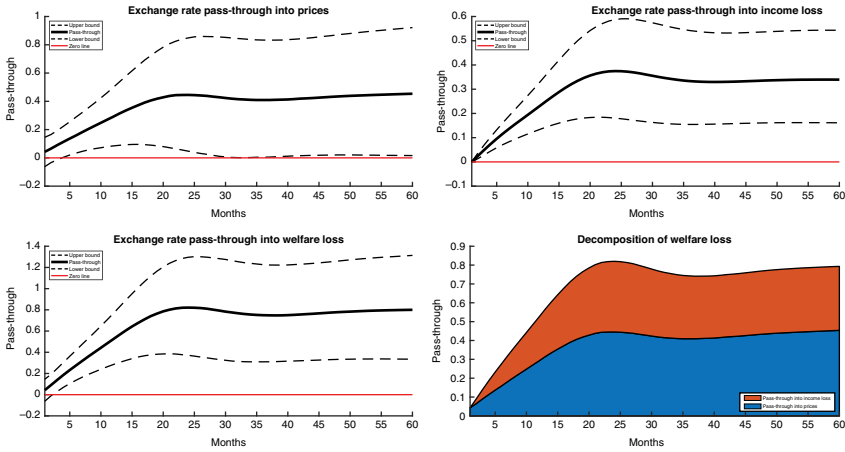 Exchange rate pass-through into prices
Upper bound
Pass-through
Lower bound
Zero line
Pass-through
1
0.8
0.6
0.4
0.2
0
–0.2
5 10 15 20 25 30 35 40 45 50 55 60
Months
Exchange rate pass-through into income loss
Upper bound
Pass-through
Lower bound
Zero line
Pass-through
0.6
0.5
0.4
0.3
0.2
0.1
0
–0.1
5 10 15 20 25 30 35 40 45 50 55 60
Months
Exchange rate pass-through into welfare loss
Upper bound
Pass-through
Lower bound
Zero line
Pass-through
1.4
1.2
1.0
0.8
0.6
0.4
0.2
0
–0.2
5 10 15 20 25 30 35 40 45 50 55 60
Months
Decomposition of welfare loss
Pass-through
0.9
0.8
0.7
0.6
0.5
0.4
0.3
0.2
0.1
0
5 10 15 20 25 30 35 40 45 50 55 60
Months
Pass-through into income loss
Pass-through into prices